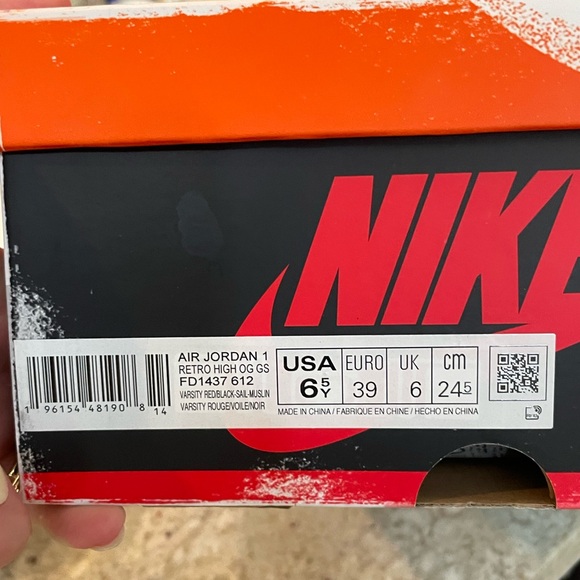 NIKE
AIR JORDAN 1
RETRO HIGH OG GS
FD1437 612
VARSITY RED/BLACK-SAIL-MUSLIN
VARSITY ROUGE/VOILE/NOIR
1 96154 48190 8 14
USA EURO UK cm
6.5Y 39 6 24.5
MADE IN CHINA / FABRIQUE EN CHINE / HECHO EN CHINA